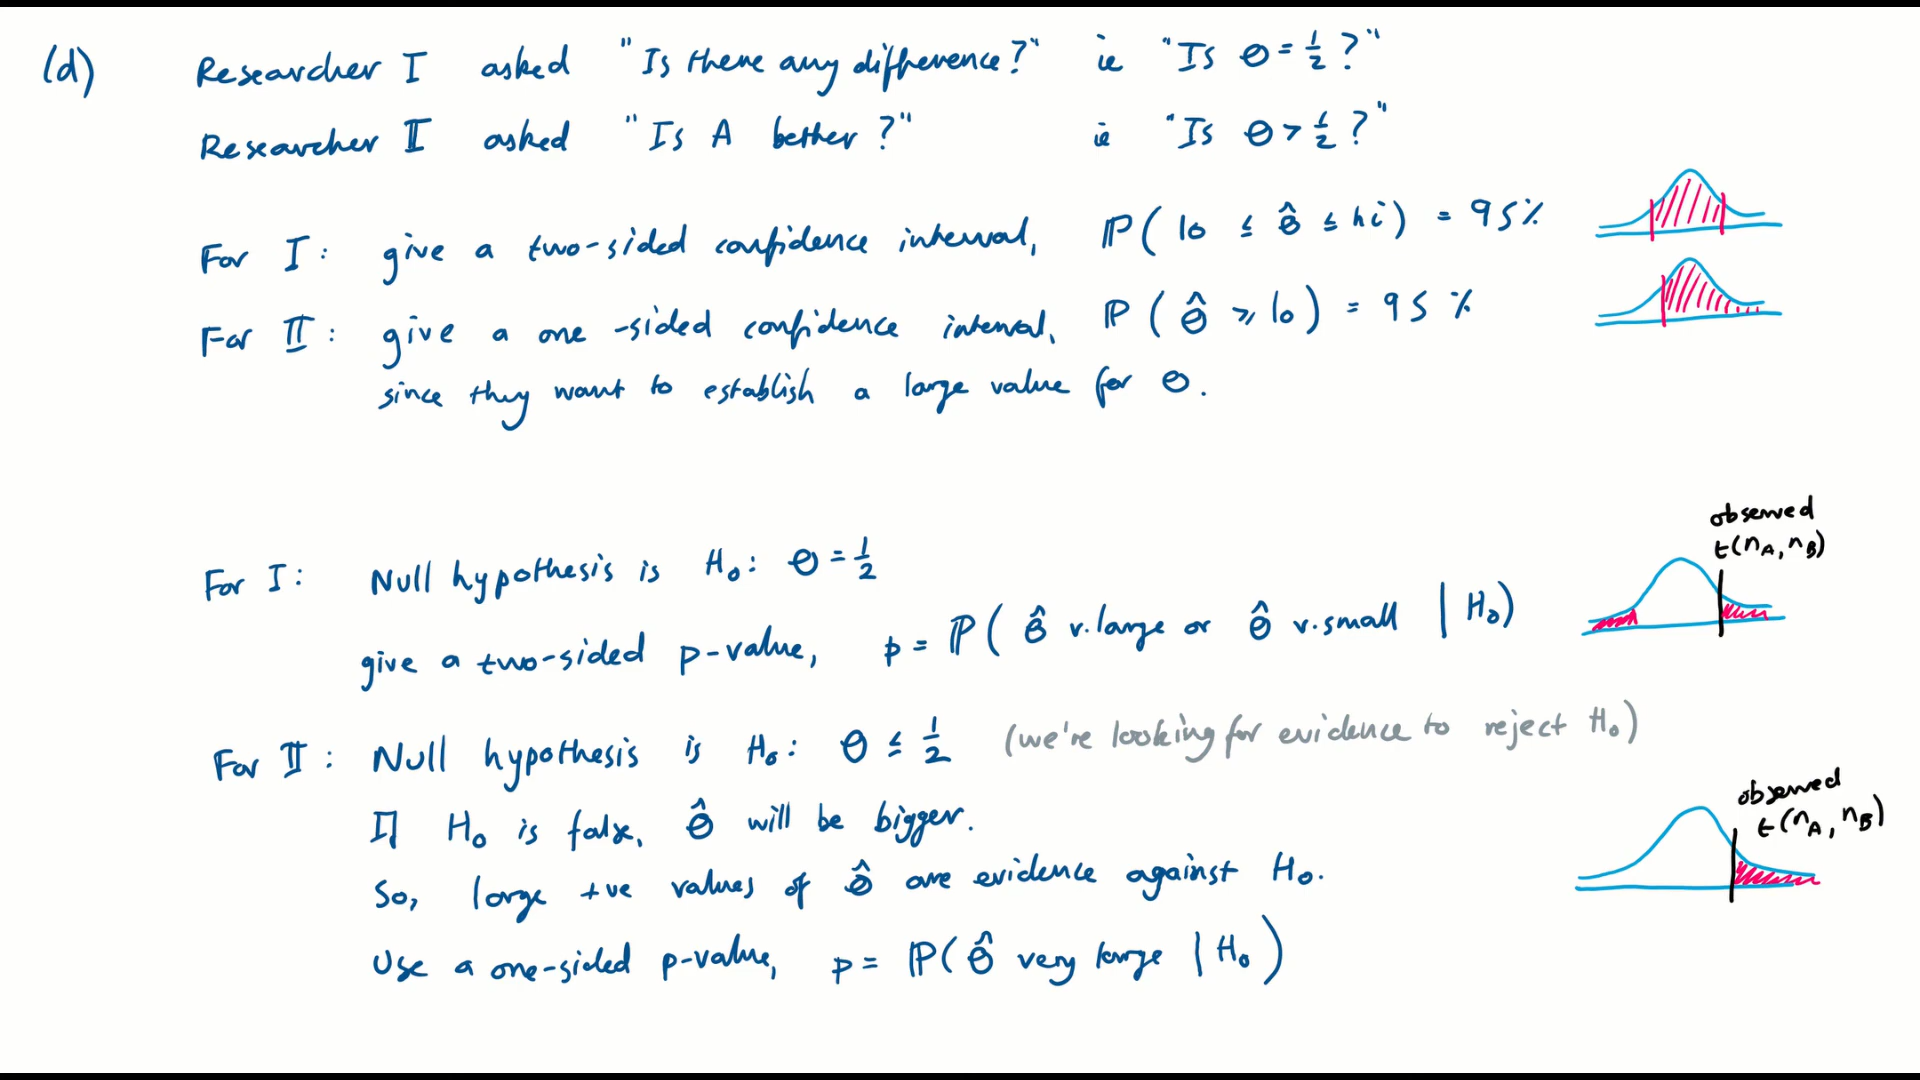 (d) Researcher I asked "Is there any difference?" ie "Is θ = 1/2 ?"
Researcher II asked "Is A better?" ie "Is θ > 1/2 ?"
For I: give a two-sided confidence interval, ℙ( lo ≤ θ̂ ≤ hi) = 95%
For II: give a one-sided confidence interval, ℙ( θ̂ ≥ lo) = 95%
since they want to establish a large value for θ.
observed
t(nA, nB)
For I: Null hypothesis is H₀: θ = 1/2
give a two-sided p-value, p = ℙ( θ̂ v.large or θ̂ v.small | H₀)
For II: Null hypothesis is H₀: θ ≤ 1/2 (we're looking for evidence to reject H₀)
observed
t(nA, nB)
If H₀ is false, θ̂ will be bigger.
So, large +ve values of θ̂ are evidence against H₀.
Use a one-sided p-value, p = ℙ( θ̂ very large | H₀)